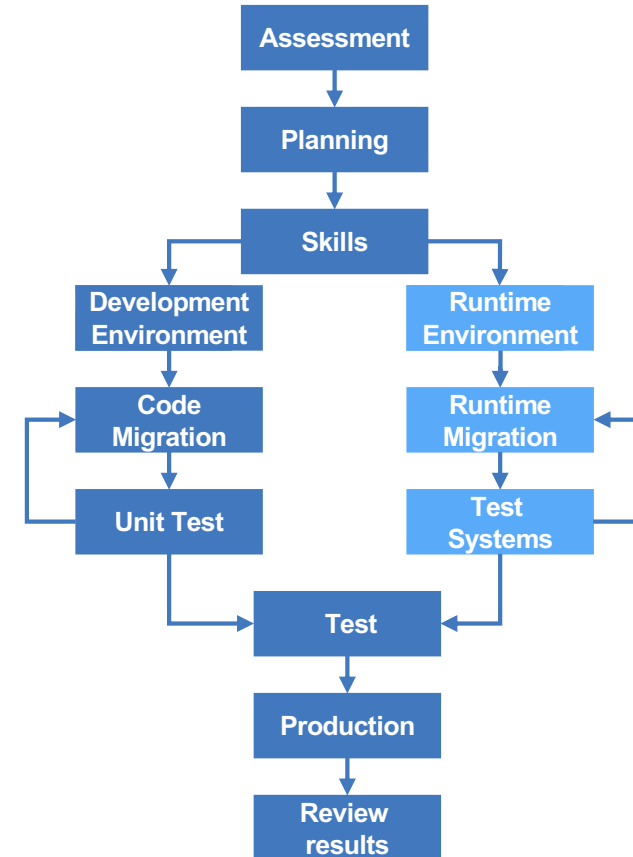 Assessment
Planning
Skills
Development
Environment
Runtime
Environment
Code
Migration
Runtime
Migration
Unit Test
Test
Systems
Test
Production
Review
results